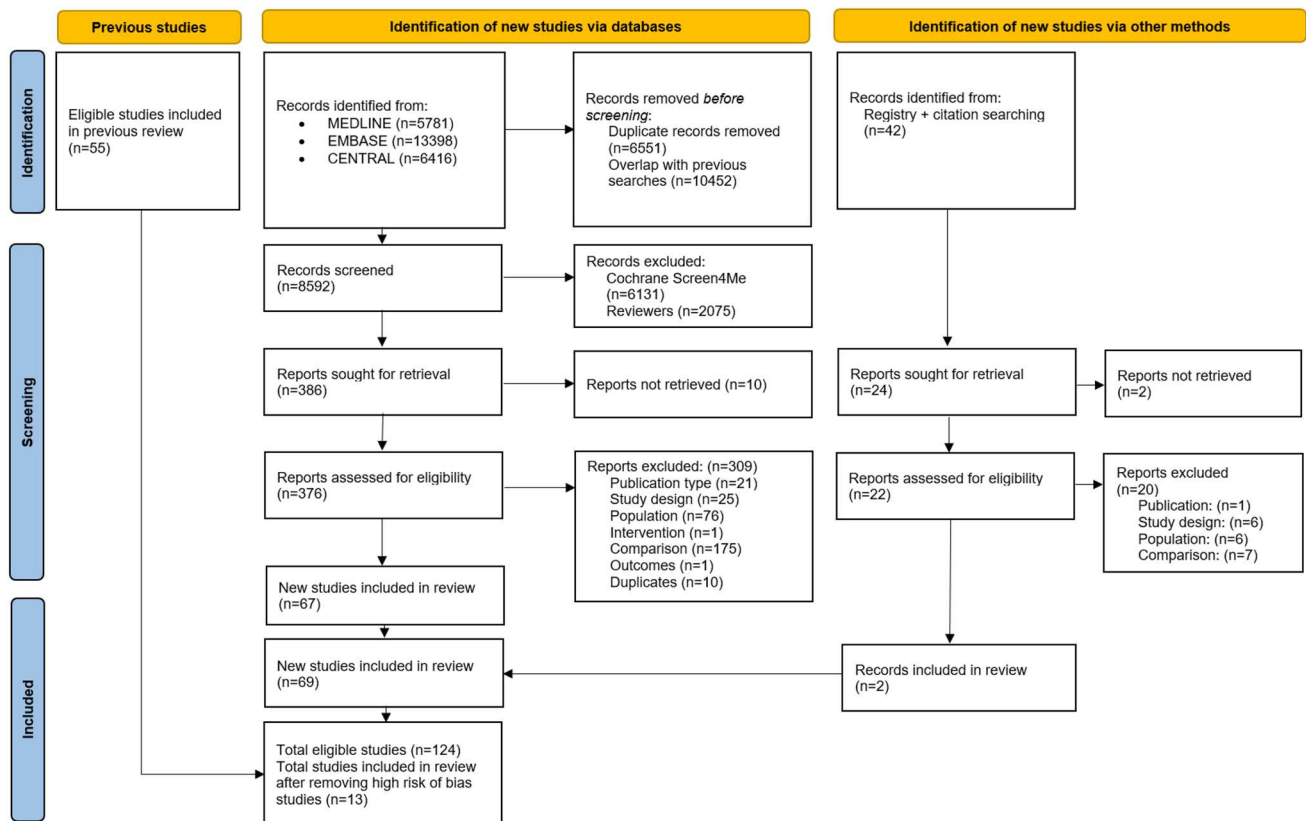 Previous studies
Identification of new studies via databases
Identification of new studies via other methods
Identification
Eligible studies included
in previous review
(n=55)
Records identified from:
• MEDLINE (n=5781)
• EMBASE (n=13398)
• CENTRAL (n=6416)
Records removed before
screening:
Duplicate records removed
(n=6551)
Overlap with previous
searches (n=10452)
Records identified from:
Registry + citation searching
(n=42)
Screening
Records screened
(n=8592)
Records excluded:
Cochrane Screen4Me
(n=6131)
Reviewers (n=2075)
Reports sought for retrieval
(n=386)
Reports not retrieved (n=10)
Reports sought for retrieval
(n=24)
Reports not retrieved
(n=2)
Reports assessed for eligibility
(n=376)
Reports excluded: (n=309)
Publication type (n=21)
Study design (n=25)
Population (n=76)
Intervention (n=1)
Comparison (n=175)
Outcomes (n=1)
Duplicates (n=10)
Reports assessed for eligibility
(n=22)
Reports excluded
(n=20)
Publication: (n=1)
Study design: (n=6)
Population: (n=6)
Comparison: (n=7)
New studies included in review
(n=67)
Included
New studies included in review
(n=69)
Records included in review
(n=2)
Total eligible studies (n=124)
Total studies included in review
after removing high risk of bias
studies (n=13)